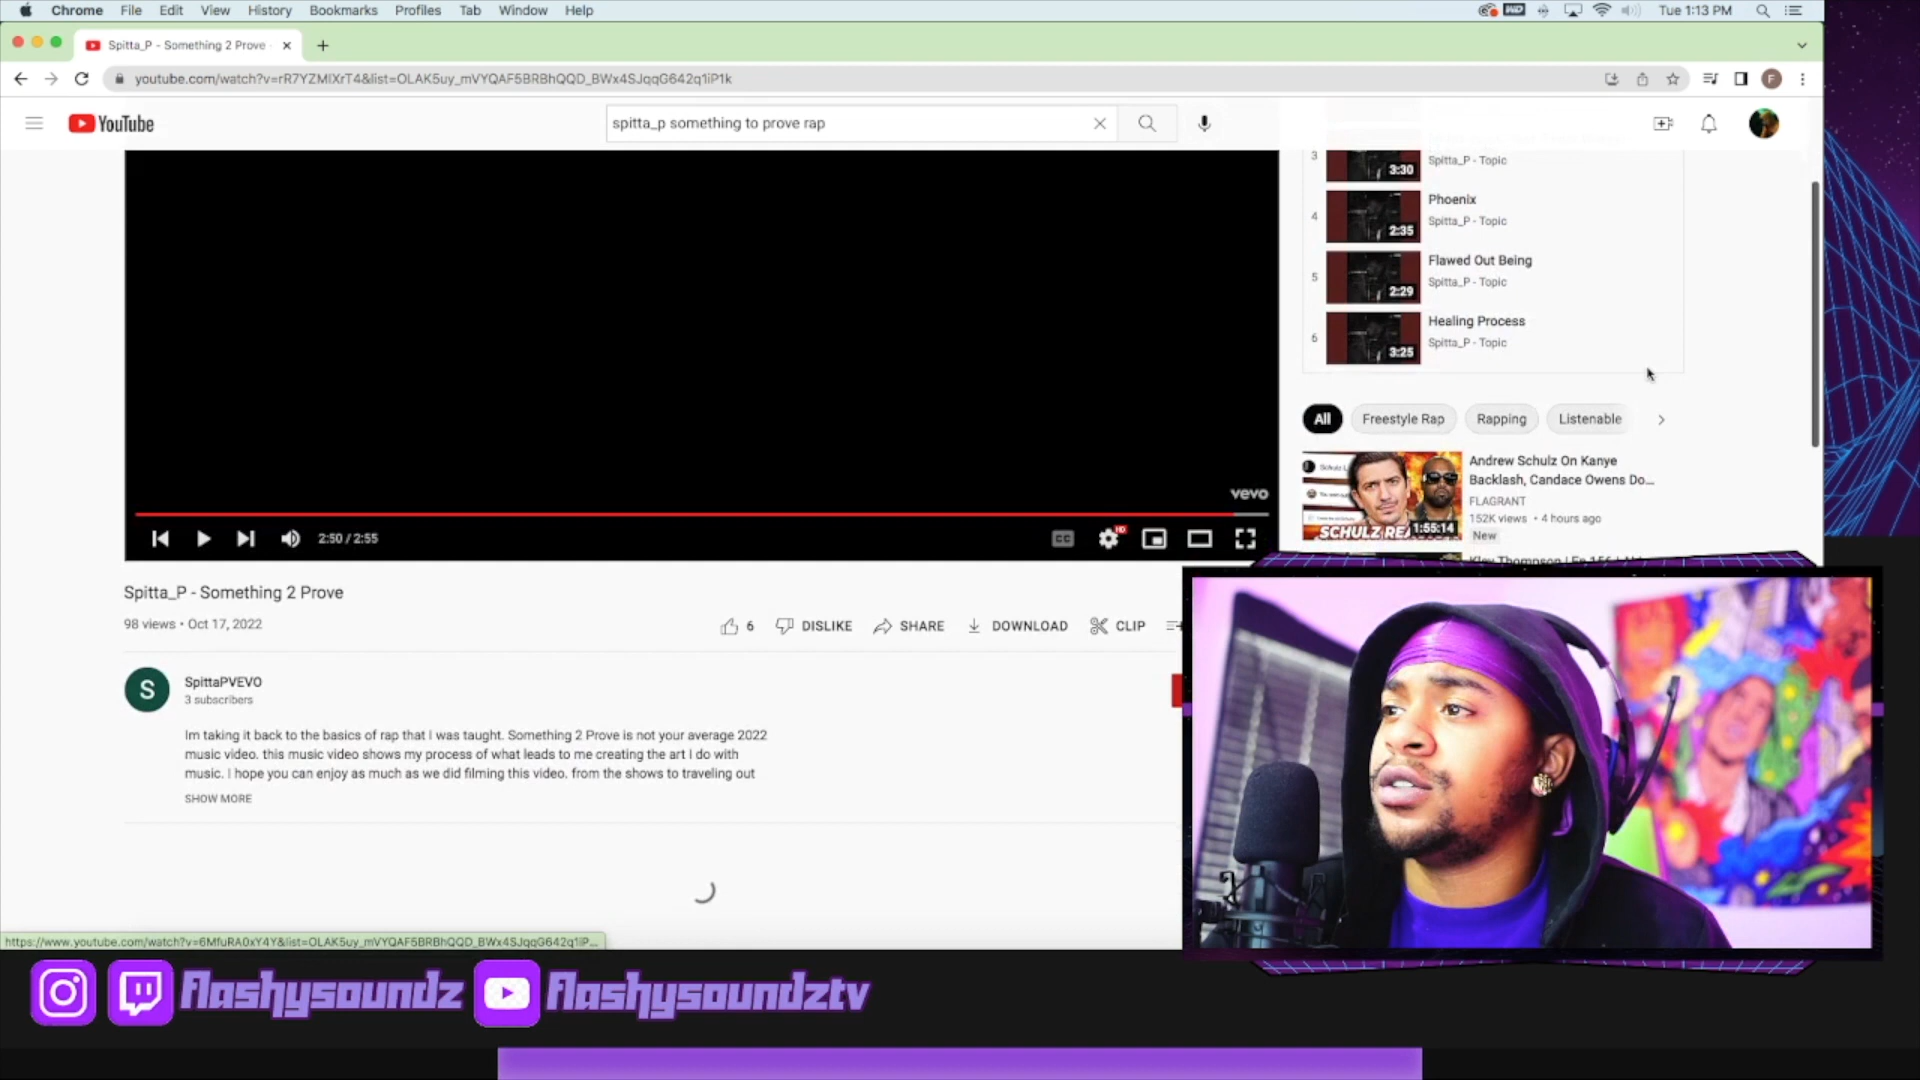 Chrome File Edit View History Bookmarks Profiles Tab Window Help
Tue 1:13 PM
Spitta_P - Something 2 Prove
youtube.com/watch?v=rR7YZMIXrT4&list=OLAK5uy_mVYQAF5BRBhQQD_BWx4SJqqG642q1iP1k
F
YouTube
spitta_p something to prove rap
3
3:30
Spitta_P - Topic
4
2:35
Phoenix
Spitta_P - Topic
5
2:29
Flawed Out Being
Spitta_P - Topic
6
3:25
Healing Process
Spitta_P - Topic
All Freestyle Rap Rapping Listenable
Andrew Schulz On Kanye
Backlash, Candace Owens Do...
FLAGRANT
152K views • 4 hours ago
New
1:55:14
vevo
2:50 / 2:55
CC
HD
Spitta_P - Something 2 Prove
98 views • Oct 17, 2022
6 DISLIKE SHARE DOWNLOAD CLIP
S
SpittaPVEVO
3 subscribers
Im taking it back to the basics of rap that I was taught. Something 2 Prove is not your average 2022
music video. this music video shows my process of what leads to me creating the art I do with
music. I hope you can enjoy as much as we did filming this video. from the shows to traveling out
SHOW MORE
https://www.youtube.com/watch?v=6MfuRA0xY4Y&list=OLAK5uy_mVYQAF5BRBhQQD_BWx4SJqqG642q1iP...
flashysoundz flashysoundztv